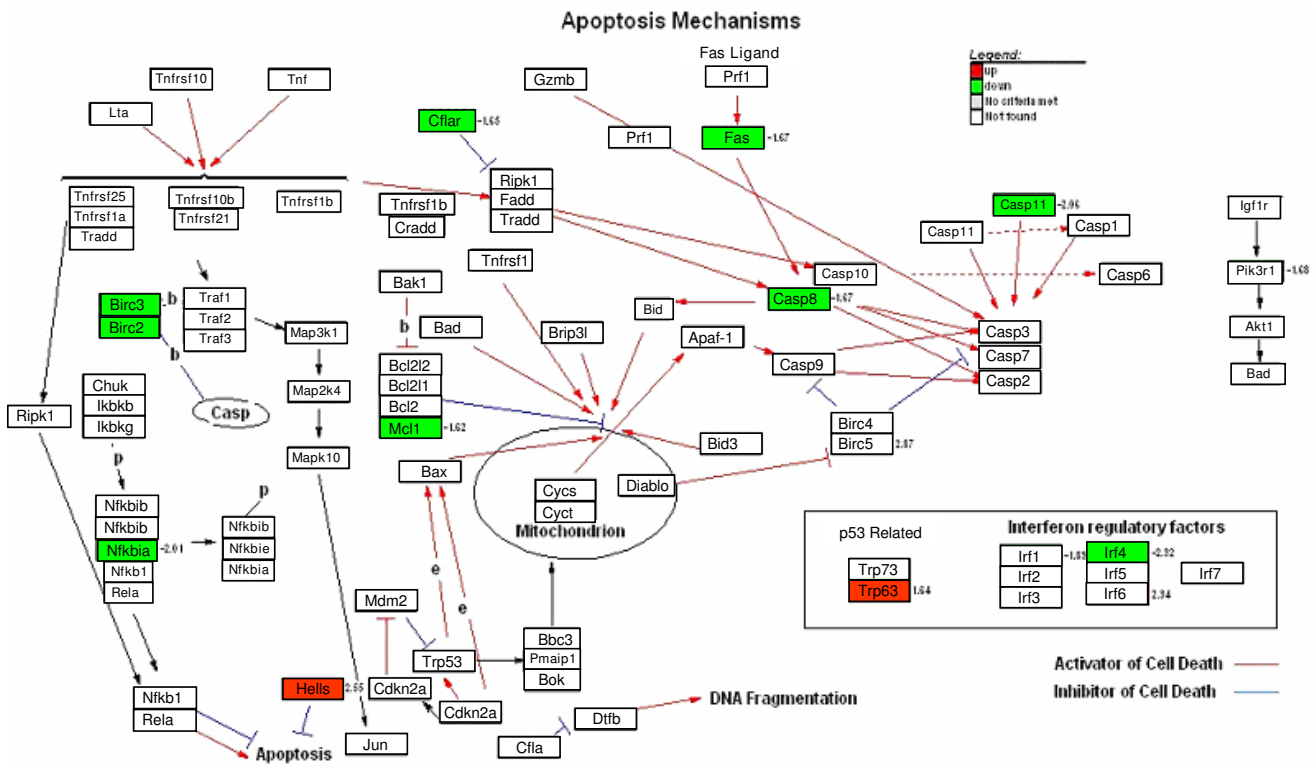 Apoptosis Mechanisms
Fas Ligand
Legend:
up
down
No criteria met
Not found
Tnfrsf10
Tnf
Lta
Gzmb
Prf1
Cflar -1.65
Prf1
Fas -1.67
Tnfrsf25
Tnfrsf1a
Tradd
Tnfrsf10b
Tnfrsf21
Tnfrsf1b
Tnfrsf1b
Cradd
Ripk1
Fadd
Tradd
Casp11 -2.06
Casp11
Casp1
Igf1r
Tnfrsf1
Casp10
Casp6
Pik3r1 -1.68
Bak1
Birc3
b
Birc2
b
Traf1
Traf2
Traf3
Map3k1
b
Bad
Brip3l
Bid
Casp8 -1.67
Apaf-1
Casp9
Casp3
Casp7
Casp2
Akt1
Bad
Bcl2l2
Bcl2l1
Bcl2
Mcl1 -1.62
Chuk
Ikbkb
Ikbkg
Casp
Map2k4
Ripk1
p
Mapk10
Birc4
Birc5 2.87
Bid3
Bax
Diablo
Cycs
Cyct
Mitochondrion
Nfkbib
Nfkbib
Nfkbia -2.01
Nfkb1
Rela
p
Nfkbib
Nfkbie
Nfkbia
p53 Related
Trp73
Trp63 1.64
Interferon regulatory factors
Irf1 -1.83
Irf2
Irf3
Irf4 -2.32
Irf5
Irf6 2.34
Irf7
e
e
Mdm2
Trp53
Bbc3
Pmaip1
Bok
Activator of Cell Death
Inhibitor of Cell Death
Nfkb1
Rela
Hells 2.55
Cdkn2a
Cdkn2a
DNA Fragmentation
Dtfb
Cfla
Apoptosis
Jun